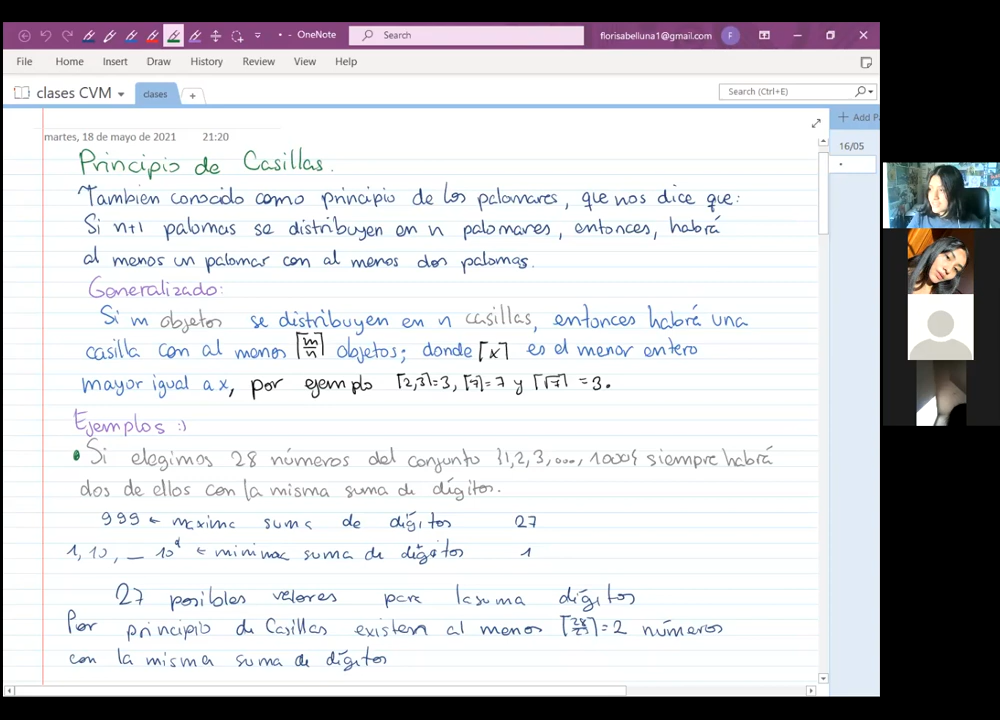 OneNote
Search
florisabelluna1@gmail.com
F
File Home Insert Draw History Review View Help
clases CVM
clases
+
Search (Ctrl+E)
+ Add Pa
16/05
martes, 18 de mayo de 2021 21:20
Principio de Casillas.
También conocido como principio de los palomares, que nos dice que:
Si n+1 palomas se distribuyen en n palomares, entonces, habrá
al menos un palomar con al menos dos palomas.
Generalizado:
Si m objetos se distribuyen en n casillas, entonces habrá una
casilla con al menos ⌈m/n⌉ objetos; donde ⌈x⌉ es el menor entero
mayor igual a x, por ejemplo ⌈2,3⌉=3, ⌈7⌉=7 y ⌈√7⌉ =3.
Ejemplos :)
• Si elegimos 28 números del conjunto {1,2,3,...,1000} siempre habrá
dos de ellos con la misma suma de dígitos.
999 ← maxima suma de dígitos 27
1, 10, _ 10 ← mínima suma de dígitos 1
27 posibles valores para la suma dígitos
Por principio de Casillas existen al menos ⌈28/27⌉=2 números
con la misma suma de dígitos